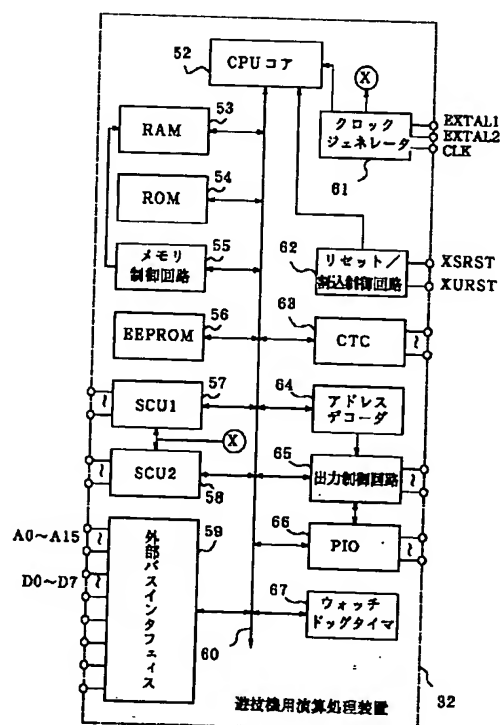 52
CPUコア
X
RAM
53
クロック
ジェネレータ
61
EXTAL1
EXTAL2
CLK
ROM
54
メモリ
制御回路
55
62
リセット/
割込制御回路
XSRST
XURST
EEPROM
56
63
CTC
SCU1
57
64
アドレス
デコーダ
X
SCU2
58
65
出力制御回路
A0~A15
D0~D7
外部バスインタフェイス
59
66
PIO
67
ウォッチ
ドッグタイマ
60
遊技機用演算処理装置
32